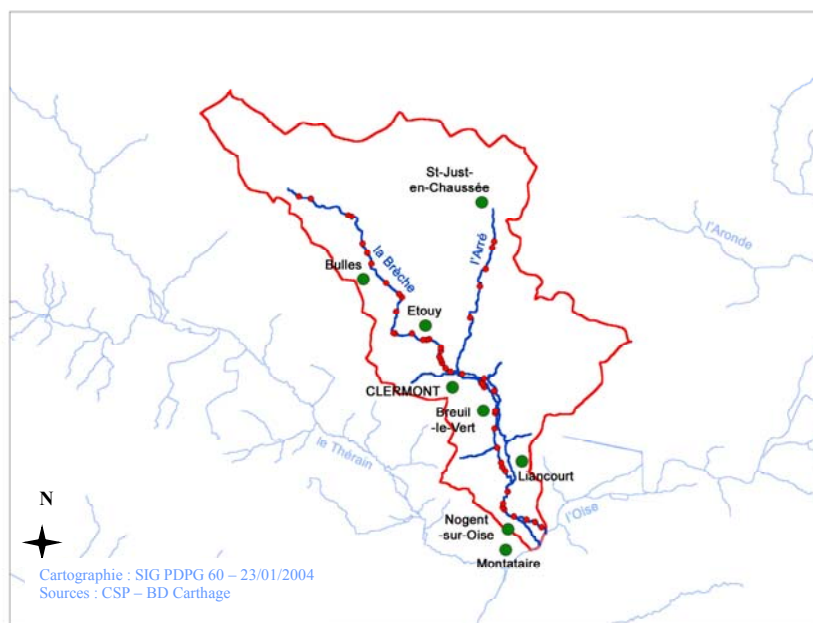 St-Just-
en-Chaussée
l'Aronde
l'Arré
la Brèche
Bulles
Etouy
CLERMONT
Breuil
-le-Vert
le Thérain
Liancourt
l'Oise
N
Nogent
-sur-Oise
Montataire
Cartographie : SIG PDPG 60 – 23/01/2004
Sources : CSP – BD Carthage